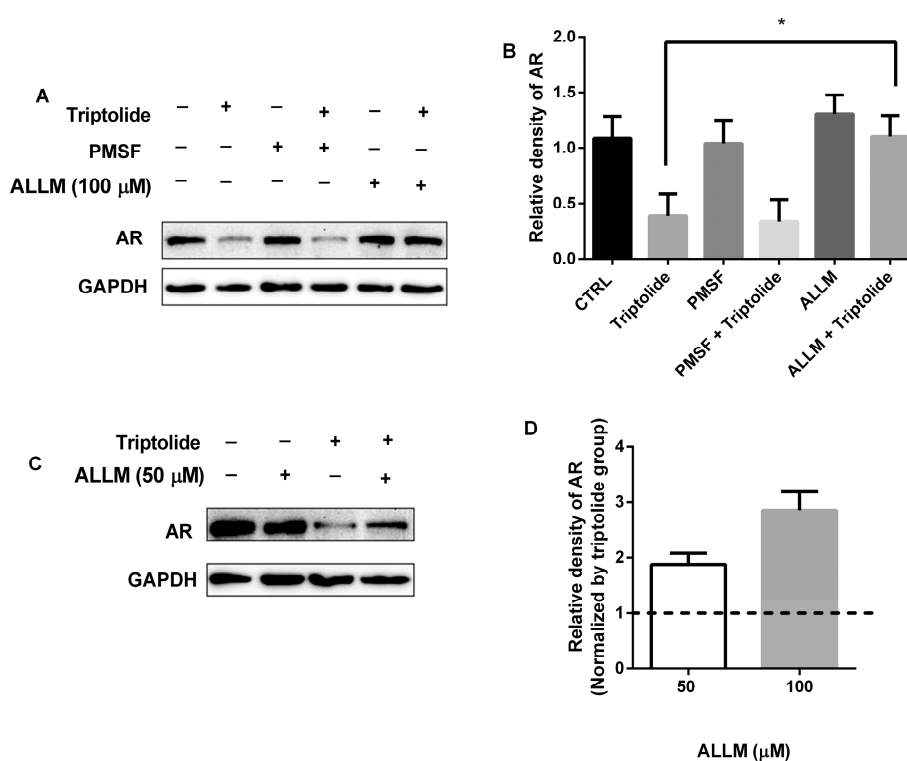 A
Triptolide – + – + – +
PMSF – – + + – –
ALLM (100 μM) – – – – + +
AR
GAPDH
B
*
Relative density of AR
2.0
1.5
1.0
0.5
0.0
CTRL
Triptolide
PMSF
PMSF + Triptolide
ALLM
ALLM + Triptolide
C
Triptolide – – + +
ALLM (50 μM) – + – +
AR
GAPDH
D
Relative density of AR
(Normalized by triptolide group)
4
3
2
1
0
50 100
ALLM (μM)